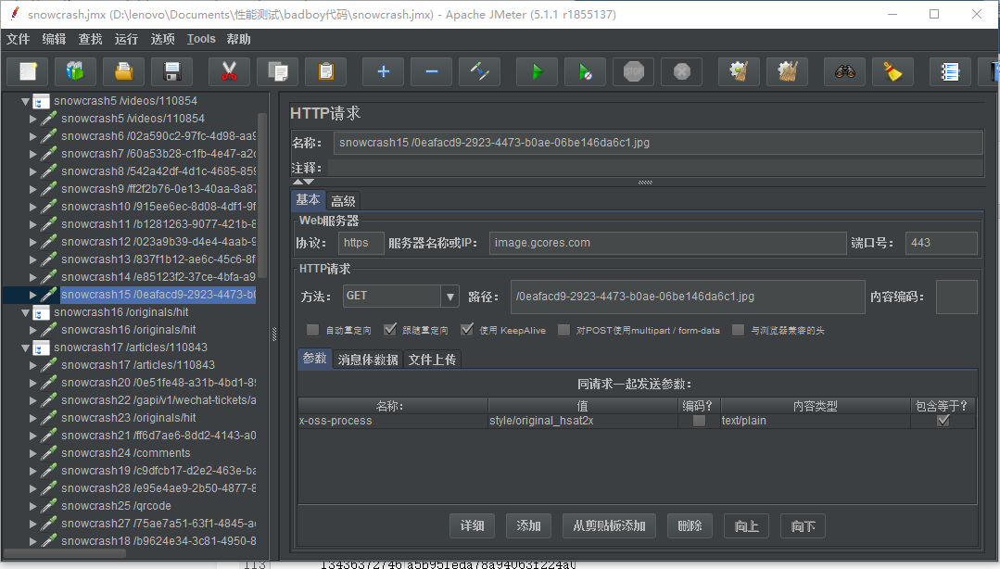 snowcrash.jmx (D:\lenovo\Documents\性能测试\badboy代码\snowcrash.jmx) - Apache JMeter (5.1.1 r1855137)
文件 编辑 查找 运行 选项 Tools 帮助
STOP
snowcrash5 /videos/110854
snowcrash5 /videos/110854
snowcrash6 /02a590c2-97fc-4d98-aa9
snowcrash7 /60a53b28-c1fb-4e47-a2c
snowcrash8 /542a42df-4d1c-4685-859
snowcrash9 /ff2f2b76-0e13-40aa-8a87
snowcrash10 /915ee6ec-8d08-4df1-9f
snowcrash11 /b1281263-9077-421b-8
snowcrash12 /023a9b39-d4e4-4aab-9
snowcrash13 /837f1b12-ae6c-45c6-8f
snowcrash14 /e85123f2-37ce-4bfa-a9
snowcrash15 /0eafacd9-2923-4473-b0
snowcrash16 /originals/hit
snowcrash16 /originals/hit
snowcrash17 /articles/110843
snowcrash17 /articles/110843
snowcrash20 /0e51fe48-a31b-4bd1-89
snowcrash22 /gapi/v1/wechat-tickets/a
snowcrash23 /originals/hit
snowcrash21 /ff6d7ae6-8dd2-4143-a0
snowcrash24 /comments
snowcrash19 /c9dfcb17-d2e2-463e-ba
snowcrash28 /e95e4ae9-2b50-4877-8
snowcrash25 /qrcode
snowcrash27 /75ae7a51-63f1-4845-a
snowcrash18 /b9624e34-3c81-4950-8
HTTP请求
名称： snowcrash15 /0eafacd9-2923-4473-b0ae-06be146da6c1.jpg
注释：
基本 高级
Web服务器
协议： https 服务器名称或IP： image.gcores.com 端口号： 443
HTTP请求
方法： GET 路径： /0eafacd9-2923-4473-b0ae-06be146da6c1.jpg 内容编码：
自动重定向 跟随重定向 使用 KeepAlive 对POST使用multipart / form-data 与浏览器兼容的头
参数 消息体数据 文件上传
同请求一起发送参数：
名称： 值 编码？ 内容类型 包含等于？
x-oss-process style/original_hsat2x text/plain
详细 添加 从剪贴板添加 删除 向上 向下
113 13436372746